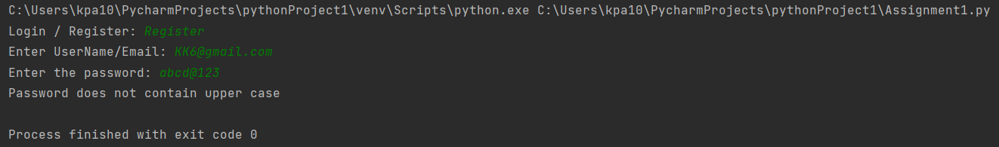 C:\Users\kpa10\PycharmProjects\pythonProject1\venv\Scripts\python.exe C:\Users\kpa10\PycharmProjects\pythonProject1\Assignment1.py
Login / Register: Register
Enter UserName/Email: KK6@gmail.com
Enter the password: abcd@123
Password does not contain upper case
Process finished with exit code 0